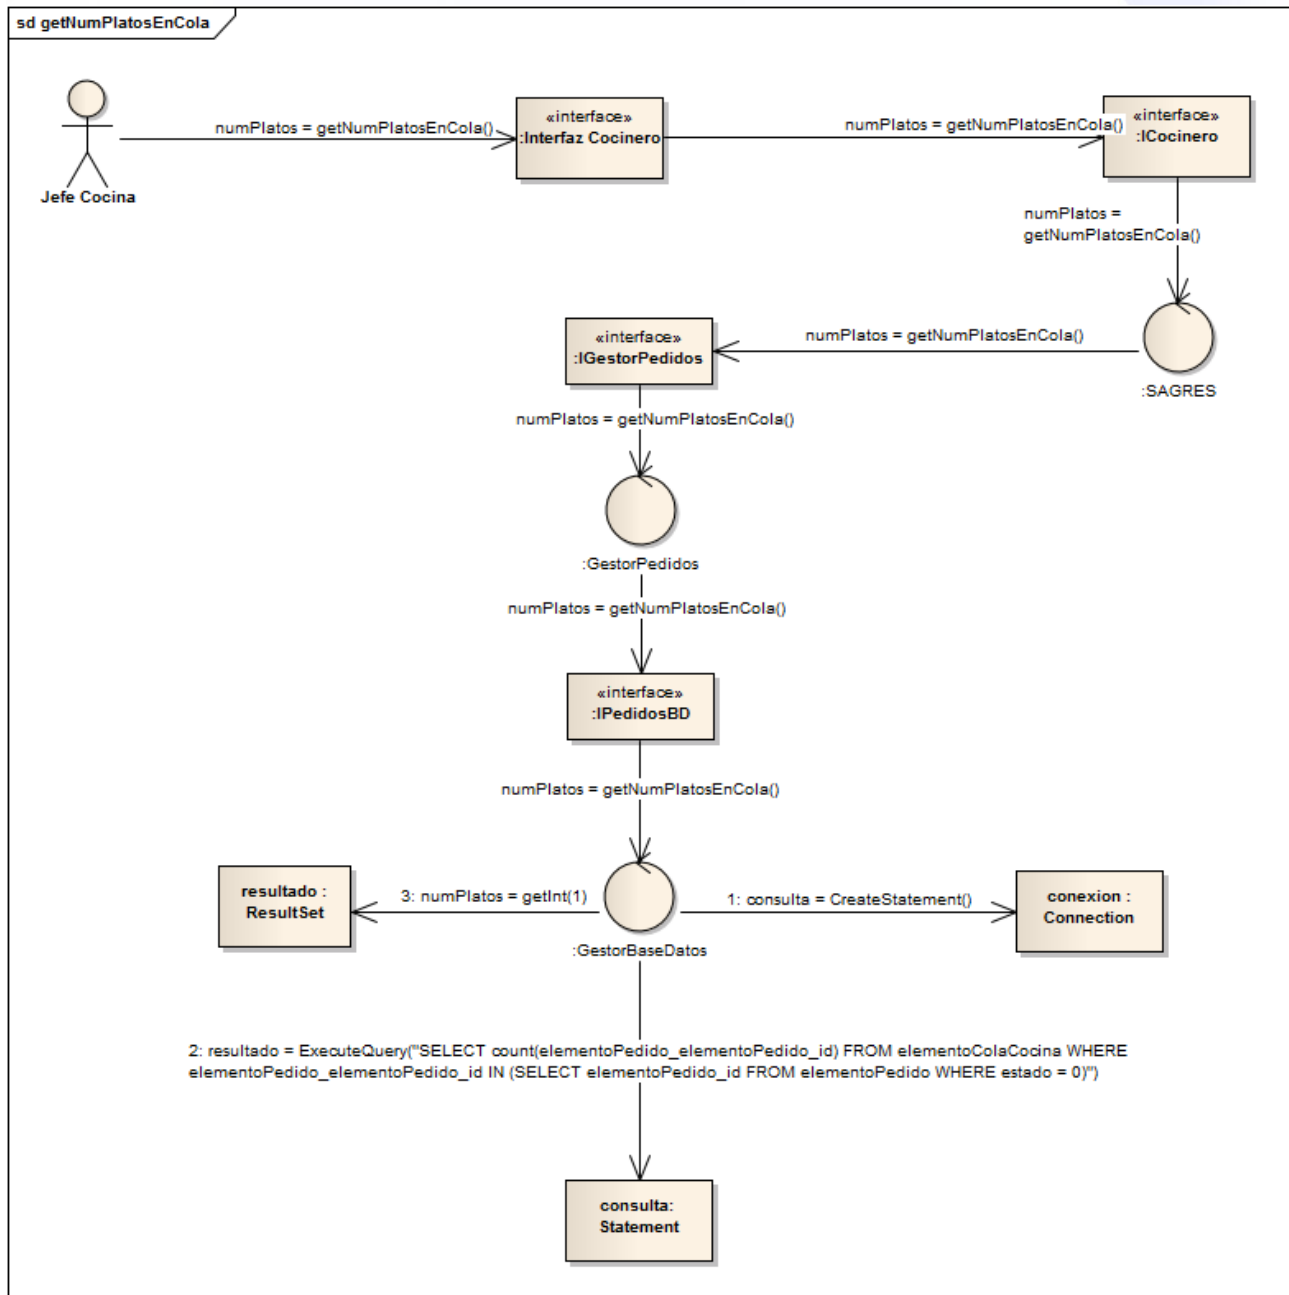 sd getNumPlatosEnCola
numPlatos = getNumPlatosEnCola()
«interface»
:Interfaz Cocinero
numPlatos = getNumPlatosEnCola()
«interface»
:ICocinero
Jefe Cocina
numPlatos =
getNumPlatosEnCola()
«interface»
:IGestorPedidos
numPlatos = getNumPlatosEnCola()
:SAGRES
numPlatos = getNumPlatosEnCola()
:GestorPedidos
numPlatos = getNumPlatosEnCola()
«interface»
:IPedidosBD
numPlatos = getNumPlatosEnCola()
resultado :
ResultSet
3: numPlatos = getInt(1)
1: consulta = CreateStatement()
conexion :
Connection
:GestorBaseDatos
2: resultado = ExecuteQuery("SELECT count(elementoPedido_elementoPedido_id) FROM elementoColaCocina WHERE
elementoPedido_elementoPedido_id IN (SELECT elementoPedido_id FROM elementoPedido WHERE estado = 0)")
consulta:
Statement